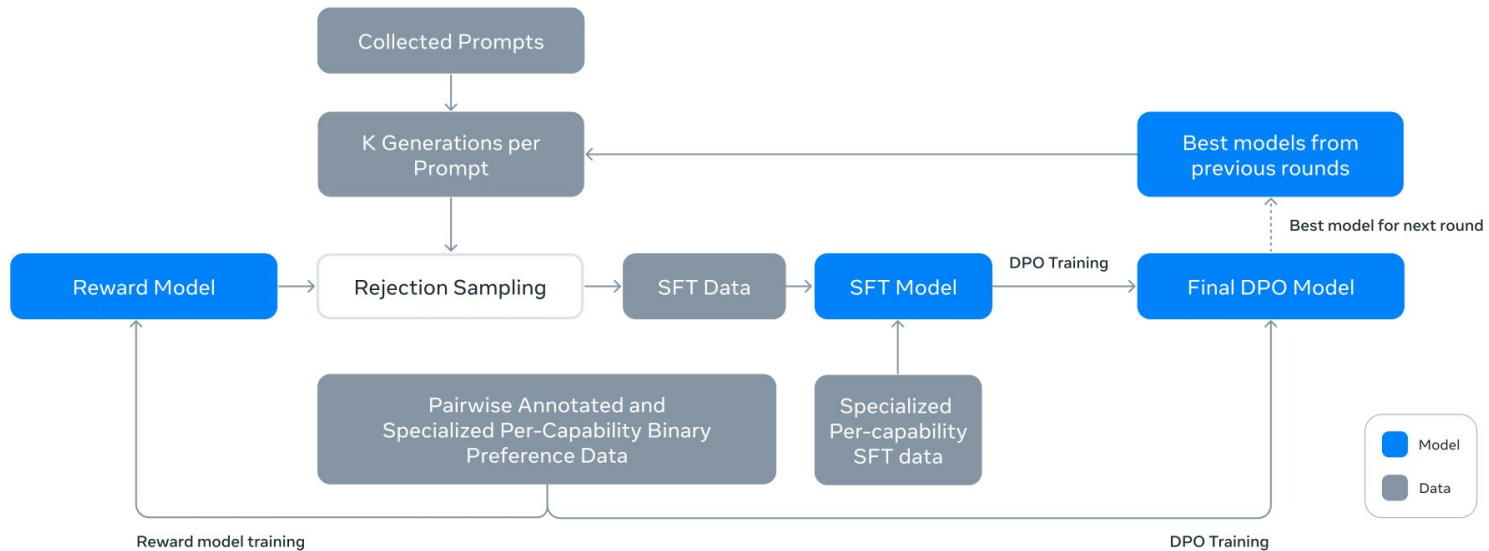 Collected Prompts
K Generations per
Prompt
Best models from
previous rounds
Best model for next round
Reward Model
Rejection Sampling
SFT Data
SFT Model
DPO Training
Final DPO Model
Pairwise Annotated and
Specialized Per-Capability Binary
Preference Data
Specialized
Per-capability
SFT data
Model
Data
Reward model training
DPO Training